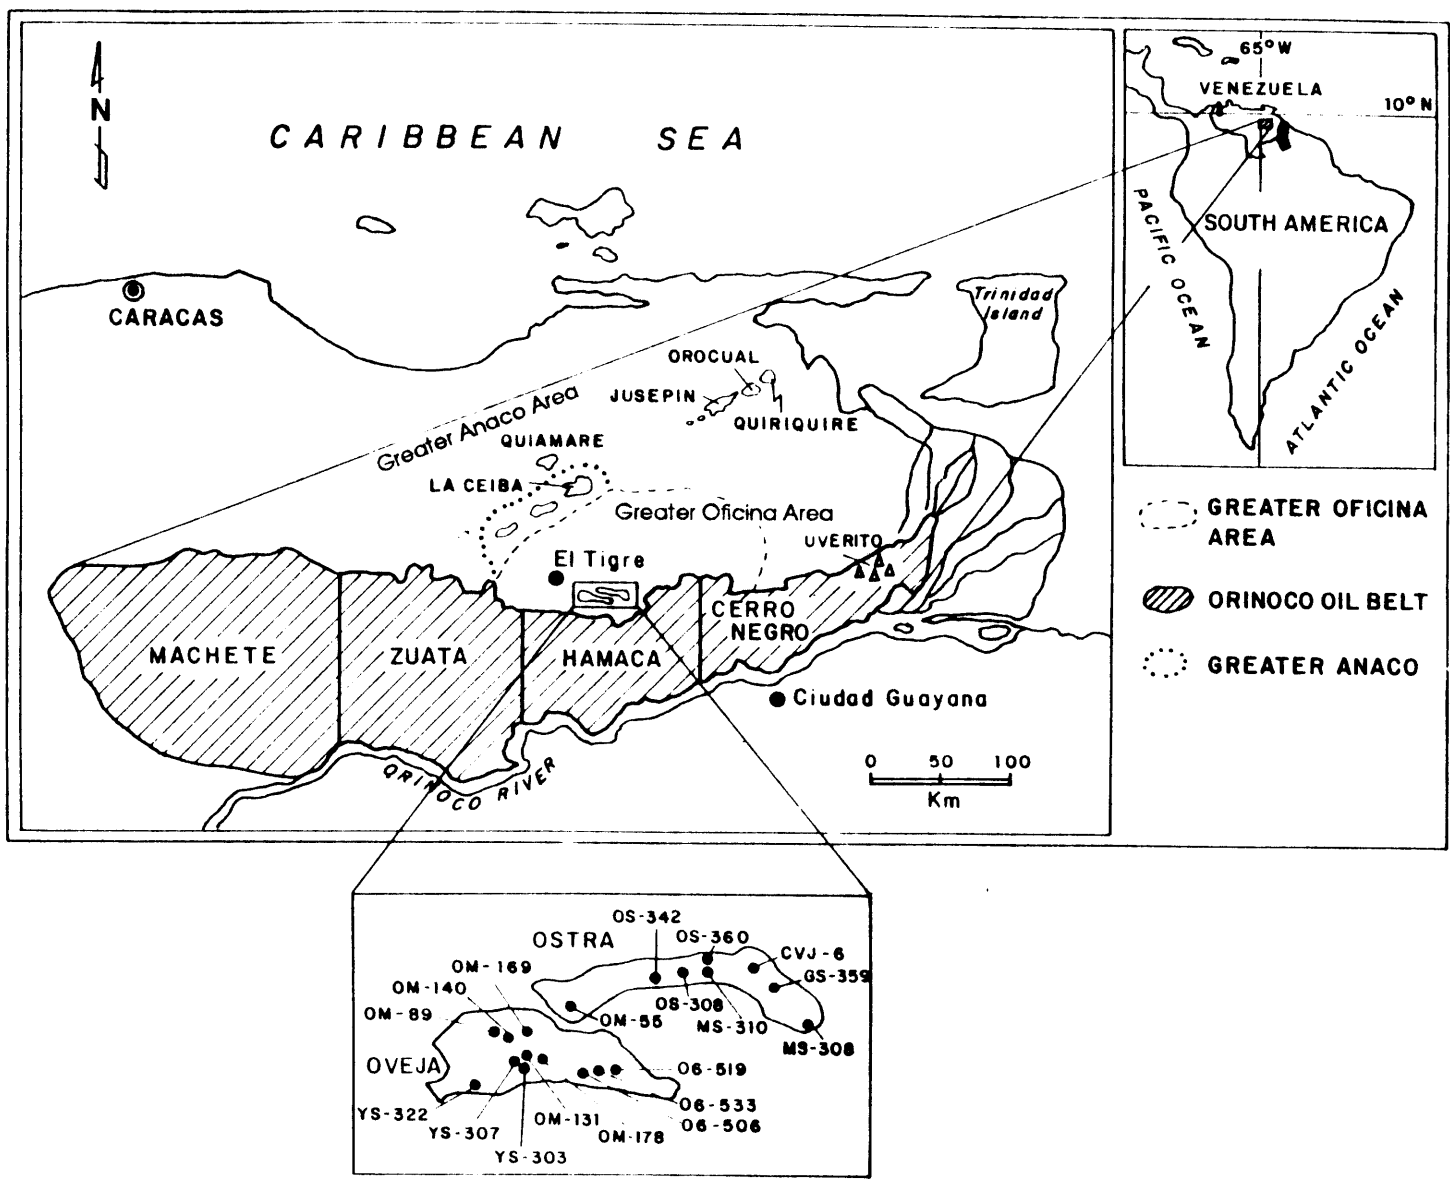 N
CARIBBEAN SEA
CARACAS
Trinidad
Island
OROCUAL
JUSEPIN
QUIRIQUIRE
Greater Anaco Area
QUIAMARE
LA CEIBA
Greater Oficina Area
UVERITO
El Tigre
MACHETE
ZUATA
HAMACA
CERRO
NEGRO
Ciudad Guayana
ORINOCO RIVER
0 50 100
Km
65° W
VENEZUELA
10° N
PACIFIC OCEAN
SOUTH AMERICA
ATLANTIC OCEAN
GREATER OFICINA
AREA
ORINOCO OIL BELT
GREATER ANACO
OS-342
OSTRA
OS-360
CVJ-6
GS-359
OM-169
OM-140
OM-89
OS-308
OM-55
MS-310
MS-308
OVEJA
O6-519
YS-322
O6-533
OM-131
O6-506
YS-307
OM-178
YS-303